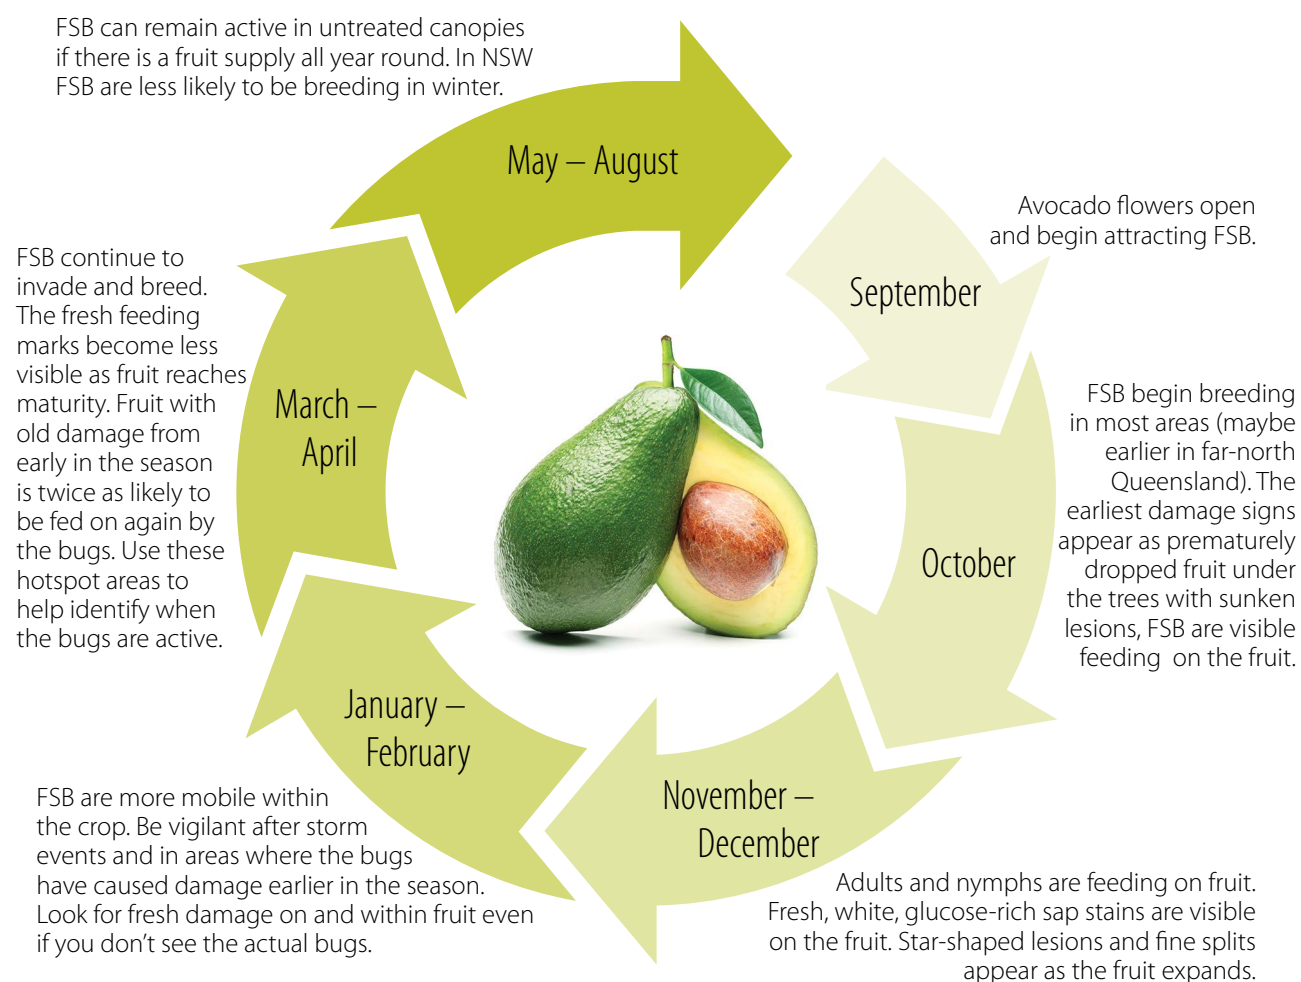 FSB can remain active in untreated canopies
if there is a fruit supply all year round. In NSW
FSB are less likely to be breeding in winter.
May – August
Avocado flowers open
and begin attracting FSB.
September
FSB begin breeding
in most areas (maybe
earlier in far-north
Queensland). The
earliest damage signs
appear as prematurely
dropped fruit under
the trees with sunken
lesions, FSB are visible
feeding on the fruit.
October
November –
December
Adults and nymphs are feeding on fruit.
Fresh, white, glucose-rich sap stains are visible
on the fruit. Star-shaped lesions and fine splits
appear as the fruit expands.
January –
February
FSB are more mobile within
the crop. Be vigilant after storm
events and in areas where the bugs
have caused damage earlier in the season.
Look for fresh damage on and within fruit even
if you don’t see the actual bugs.
March –
April
FSB continue to
invade and breed.
The fresh feeding
marks become less
visible as fruit reaches
maturity. Fruit with
old damage from
early in the season
is twice as likely to
be fed on again by
the bugs. Use these
hotspot areas to
help identify when
the bugs are active.